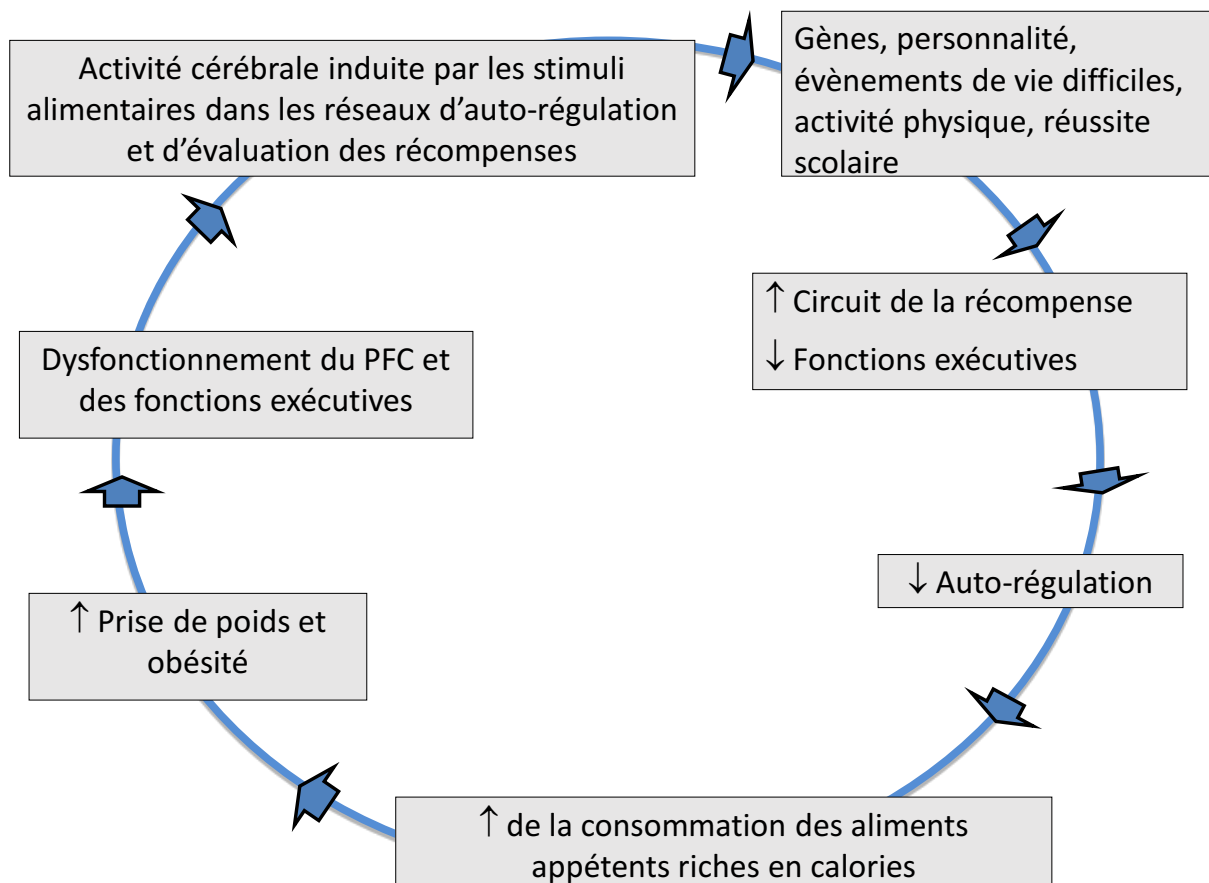 Activité cérébrale induite par les stimuli
alimentaires dans les réseaux d'auto-régulation
et d'évaluation des récompenses
Gènes, personnalité,
évènements de vie difficiles,
activité physique, réussite
scolaire
↑ Circuit de la récompense
↓ Fonctions exécutives
↓ Auto-régulation
↑ de la consommation des aliments
appétents riches en calories
↑ Prise de poids et
obésité
Dysfonctionnement du PFC et
des fonctions exécutives